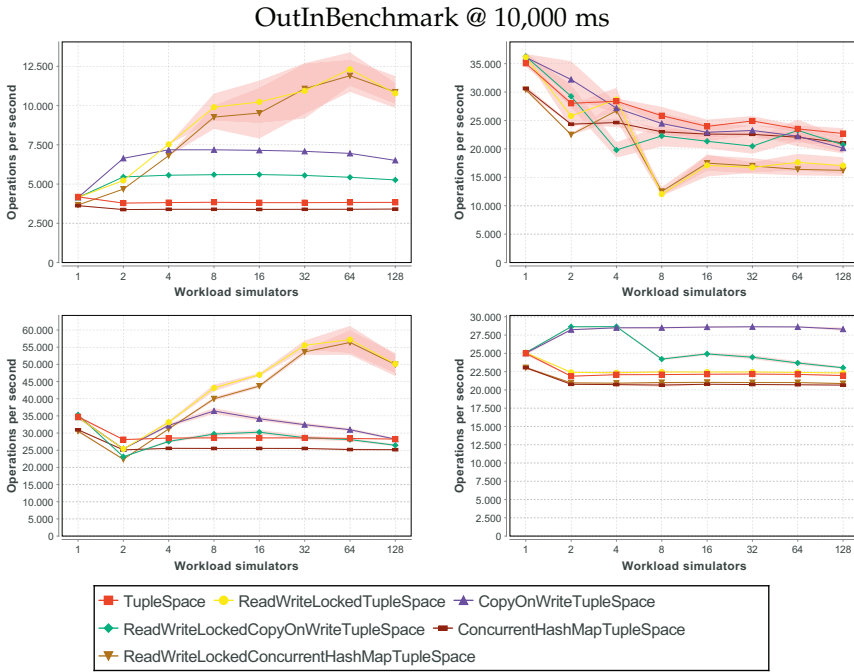 OutInBenchmark @ 10,000 ms
Operations per second
12.500
10.000
7.500
5.000
2.500
0
1 2 4 8 16 32 64 128
Workload simulators
Operations per second
35.000
30.000
25.000
20.000
15.000
10.000
5.000
0
1 2 4 8 16 32 64 128
Workload simulators
Operations per second
60.000
55.000
50.000
45.000
40.000
35.000
30.000
25.000
20.000
15.000
10.000
5.000
0
1 2 4 8 16 32 64 128
Workload simulators
Operations per second
30.000
27.500
25.000
22.500
20.000
17.500
15.000
12.500
10.000
7.500
5.000
2.500
0
1 2 4 8 16 32 64 128
Workload simulators
TupleSpace ReadWriteLockedTupleSpace CopyOnWriteTupleSpace
ReadWriteLockedCopyOnWriteTupleSpace ConcurrentHashMapTupleSpace
ReadWriteLockedConcurrentHashMapTupleSpace